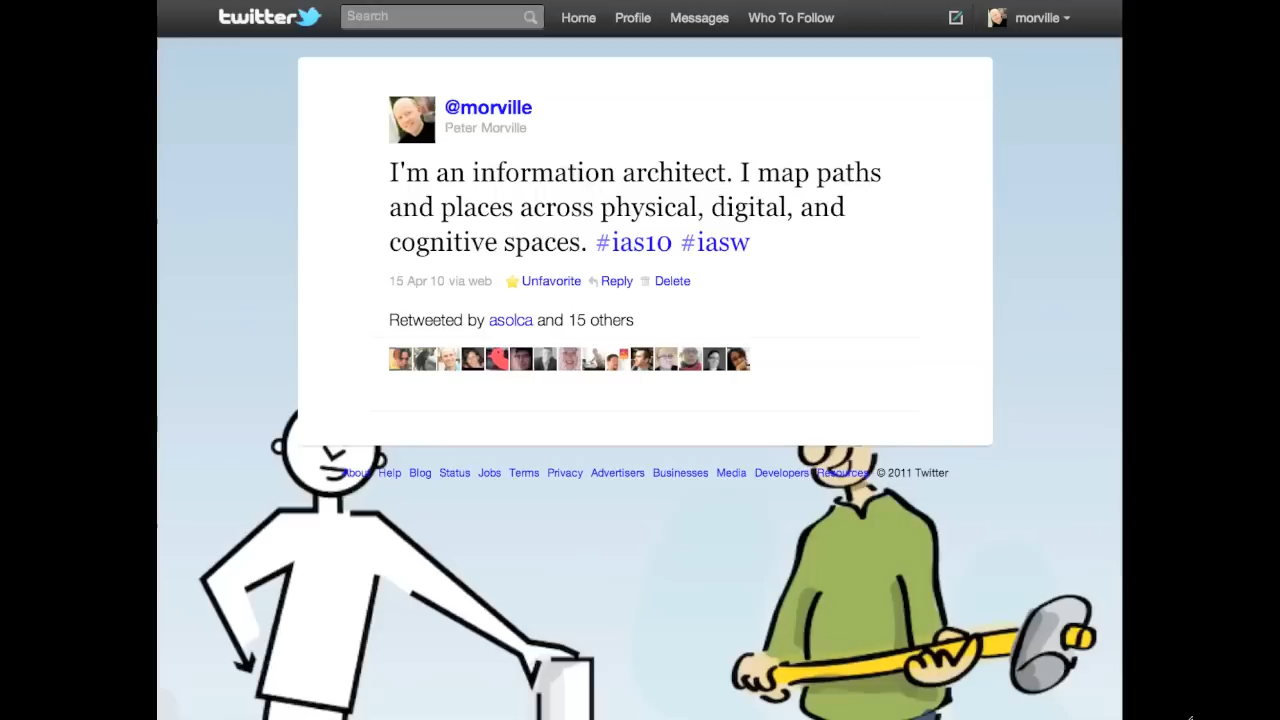 twitter Search Home Profile Messages Who To Follow morville
@morville
Peter Morville
I'm an information architect. I map paths
and places across physical, digital, and
cognitive spaces. #ias10 #iasw
15 Apr 10 via web Unfavorite Reply Delete
Retweeted by asolca and 15 others
About Help Blog Status Jobs Terms Privacy Advertisers Businesses Media Developers Resources © 2011 Twitter